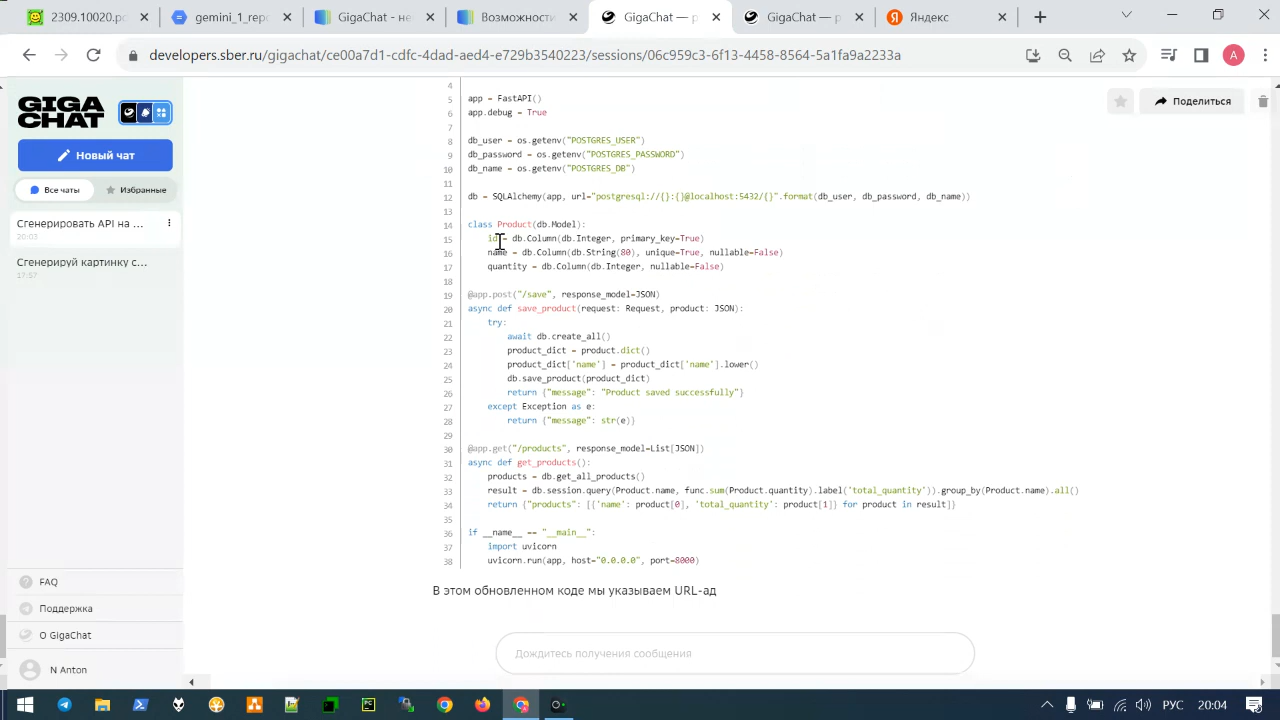 230.10020.pd
gemini_1_rep
GigaChat - не
Возможности
GigaChat — р
GigaChat — р
Яндекс
developers.sber.ru/gigachat/ce00a7d1-cdfc-4dad-aed4-e729b3540223/sessions/06c959c3-6f13-4458-8564-5a1fa9a2233a
A
GIGA
CHAT
Новый чат
Все чаты
Избранные
Сгенерировать API на ...
20:03
Сгенерируй картинку с...
17:57
FAQ
Поддержка
О GigaChat
N Anton
Поделиться
4
5 app = FastAPI()
6 app.debug = True
7
8 db_user = os.getenv("POSTGRES_USER")
9 db_password = os.getenv("POSTGRES_PASSWORD")
10 db_name = os.getenv("POSTGRES_DB")
11
12 db = SQLAlchemy(app, url="postgresql://{}:{}@localhost:5432/{}".format(db_user, db_password, db_name))
13
14 class Product(db.Model):
15 id = db.Column(db.Integer, primary_key=True)
16 name = db.Column(db.String(80), unique=True, nullable=False)
17 quantity = db.Column(db.Integer, nullable=False)
18
19 @app.post("/save", response_model=JSON)
20 async def save_product(request: Request, product: JSON):
21 try:
22 await db.create_all()
23 product_dict = product.dict()
24 product_dict['name'] = product_dict['name'].lower()
25 db.save_product(product_dict)
26 return {"message": "Product saved successfully"}
27 except Exception as e:
28 return {"message": str(e)}
29
30 @app.get("/products", response_model=List[JSON])
31 async def get_products():
32 products = db.get_all_products()
33 result = db.session.query(Product.name, func.sum(Product.quantity).label('total_quantity')).group_by(Product.name).all()
34 return {"products": [{'name': product[0], 'total_quantity': product[1]} for product in result]}
35
36 if __name__ == "__main__":
37 import uvicorn
38 uvicorn.run(app, host="0.0.0.0", port=8000)
В этом обновленном коде мы указываем URL-ад
Дождитесь получения сообщения
РУС
20:04